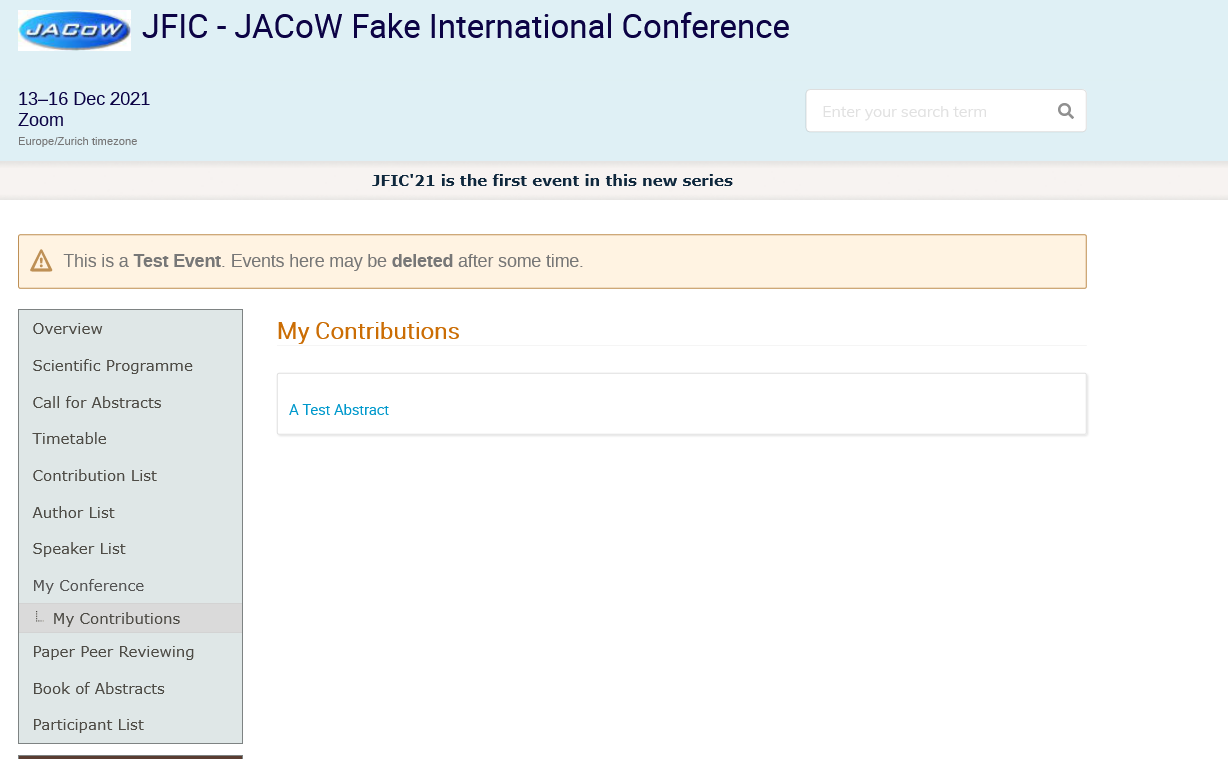 JACoW
JFIC - JACoW Fake International Conference
13–16 Dec 2021
Zoom
Europe/Zurich timezone
Enter your search term
JFIC'21 is the first event in this new series
This is a Test Event. Events here may be deleted after some time.
Overview
Scientific Programme
Call for Abstracts
Timetable
Contribution List
Author List
Speaker List
My Conference
My Contributions
Paper Peer Reviewing
Book of Abstracts
Participant List
My Contributions
A Test Abstract